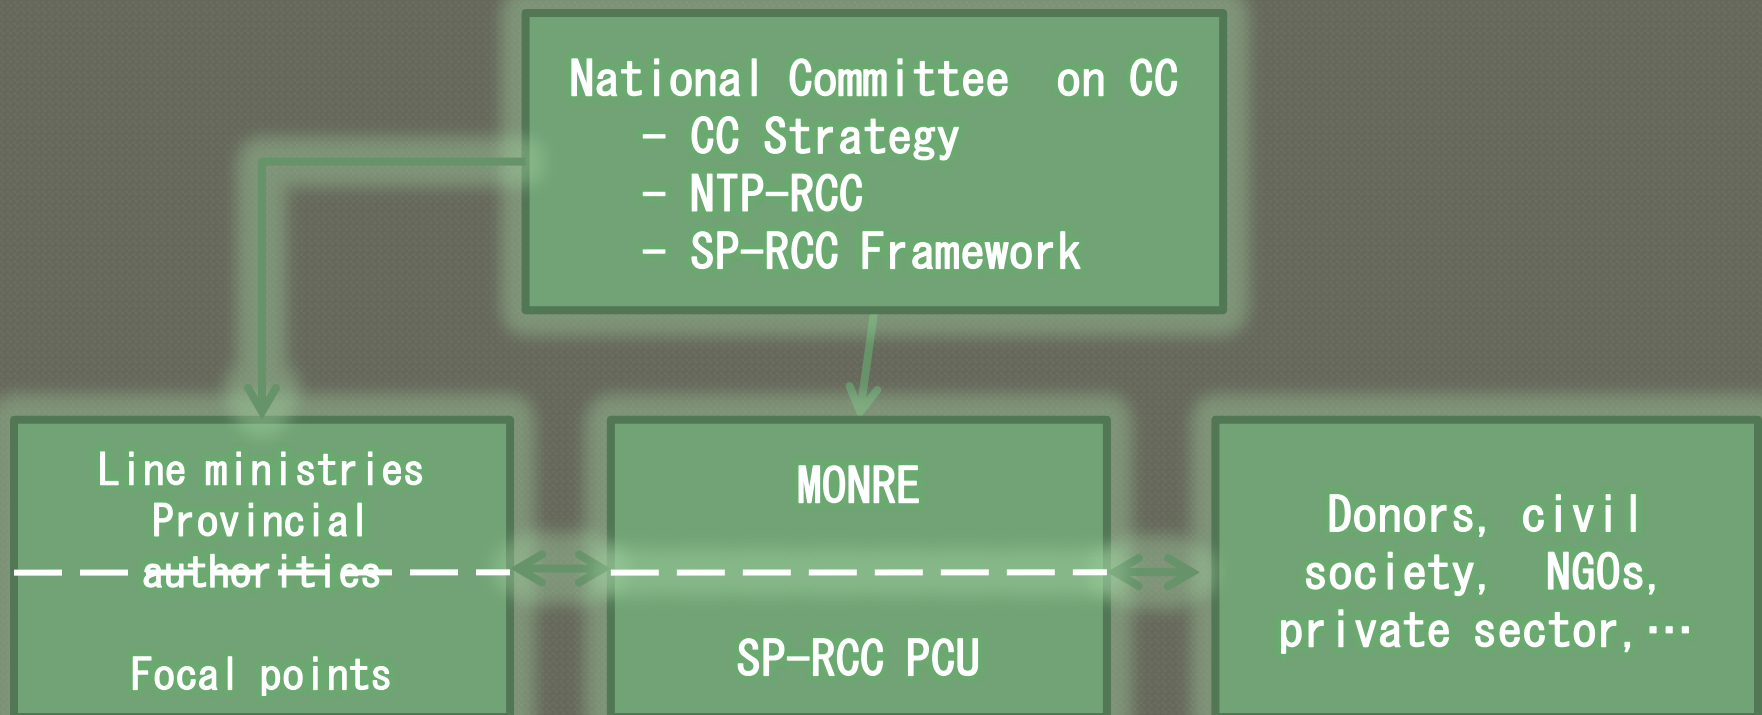 National Committee  on CC
- CC Strategy
- NTP-RCC
- SP-RCC Framework
Line ministries
Provincial
authorities
Focal points
MONRE
SP-RCC PCU
Donors, civil
society,  NGOs,
private sector,…